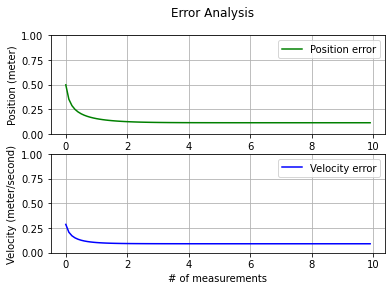 Error Analysis
Position (meter)
1.00
0.75
0.50
0.25
0.00
Position error
0 2 4 6 8 10
Velocity (meter/second)
1.00
0.75
0.50
0.25
0.00
Velocity error
0 2 4 6 8 10
# of measurements